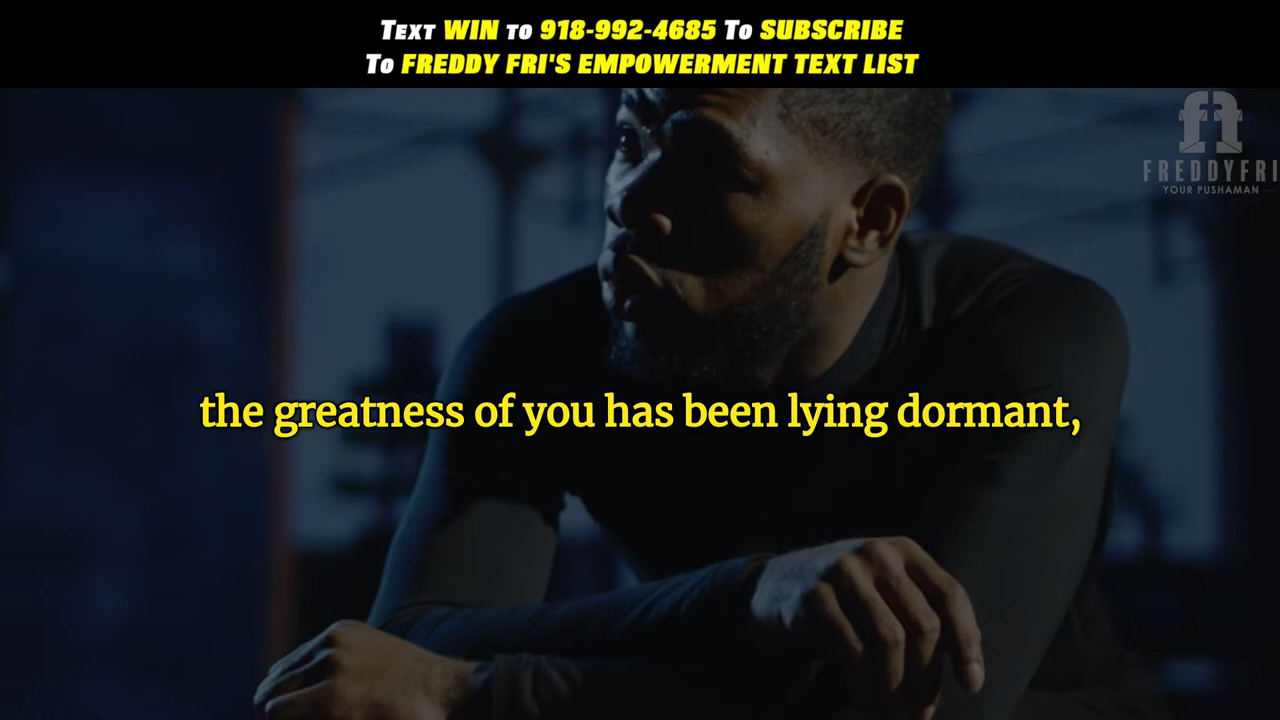 Text WIN to 918-992-4685 To SUBSCRIBE
To FREDDY FRI'S EMPOWERMENT TEXT LIST
FREDDYFRI
YOUR PUSHAMAN
the greatness of you has been lying dormant,